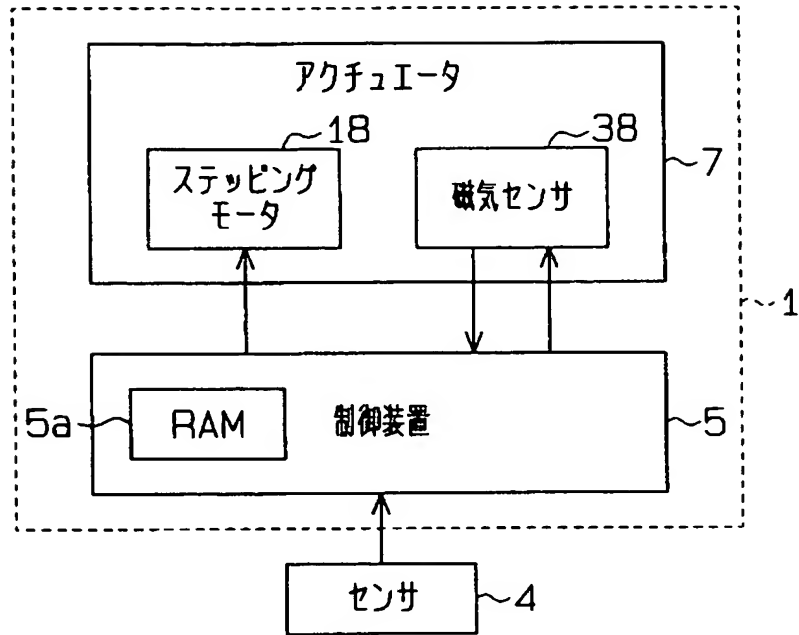 アクチュエータ
18
38
ステッピング
モータ
磁気センサ
7
1
5a
RAM
制御装置
5
センサ
4